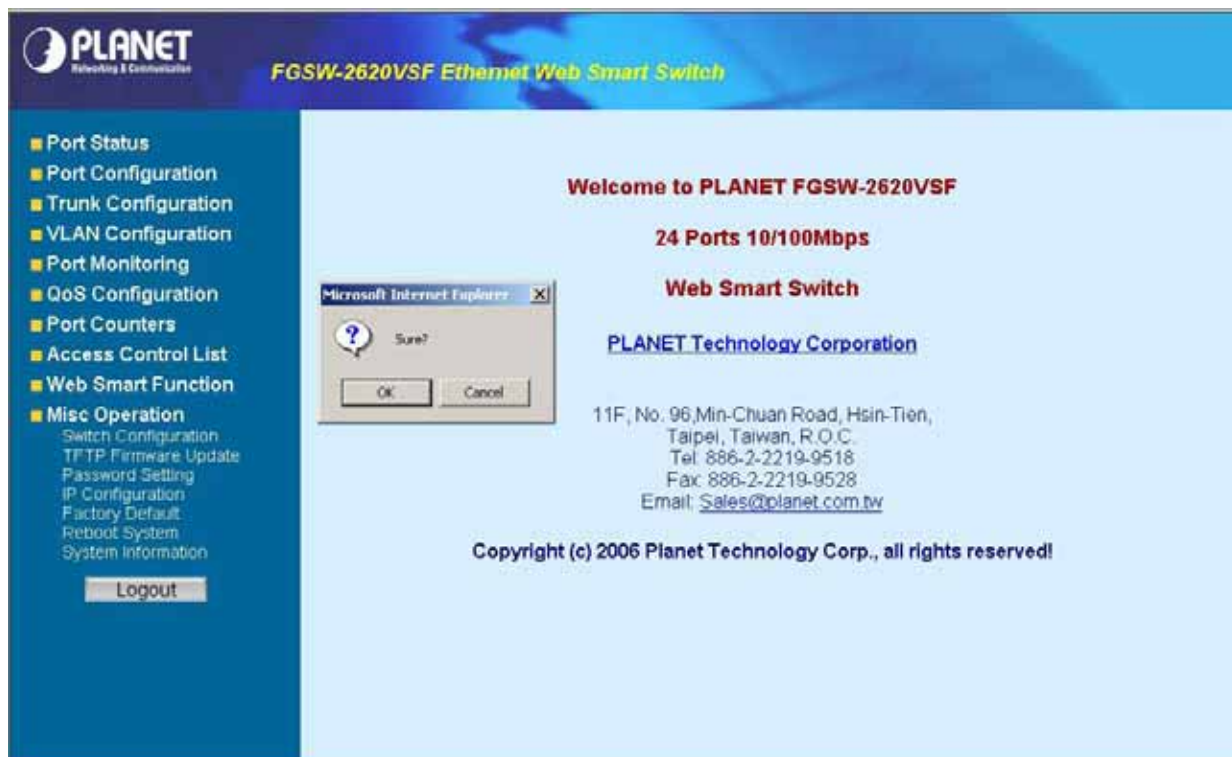 PLANET
Networking & Communication
FGSW-2620VSF Ethernet Web Smart Switch
Port Status
Port Configuration
Trunk Configuration
VLAN Configuration
Port Monitoring
QoS Configuration
Port Counters
Access Control List
Web Smart Function
Misc Operation
Switch Configuration
TFTP Firmware Update
Password Setting
IP Configuration
Factory Default
Reboot System
System Information
Logout
Welcome to PLANET FGSW-2620VSF
24 Ports 10/100Mbps
Web Smart Switch
PLANET Technology Corporation
11F, No. 96,Min-Chuan Road, Hsin-Tien,
Taipei, Taiwan, R.O.C.
Tel: 886-2-2219-9518
Fax: 886-2-2219-9528
Email: Sales@planet.com.tw
Copyright (c) 2006 Planet Technology Corp., all rights reserved!
Microsoft Internet Explorer
Sure?
OK
Cancel